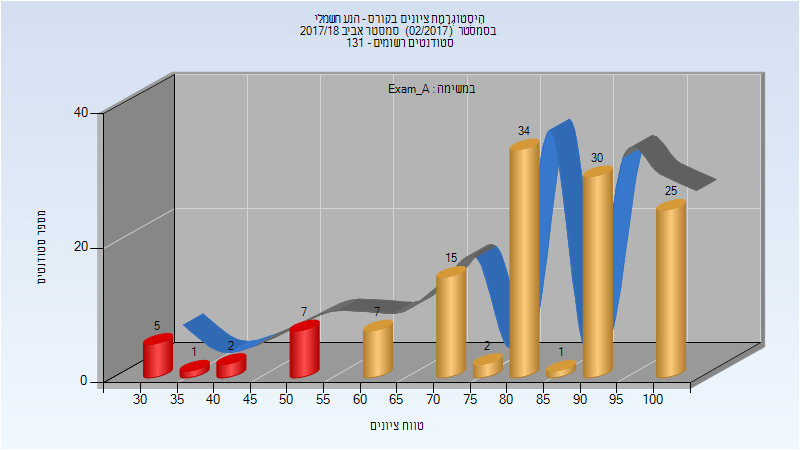 היסטוגרמת ציונים בקורס - הנע חשמלי
בסמסטר (02/2017) סמסטר אביב 2017/18
סטודנטים רשומים - 131
במשימה : Exam_A
מספר סטודנטים
40
20
0
5
1
2
7
7
15
2
34
1
30
25
30 35 40 45 50 55 60 65 70 75 80 85 90 95 100
טווח ציונים